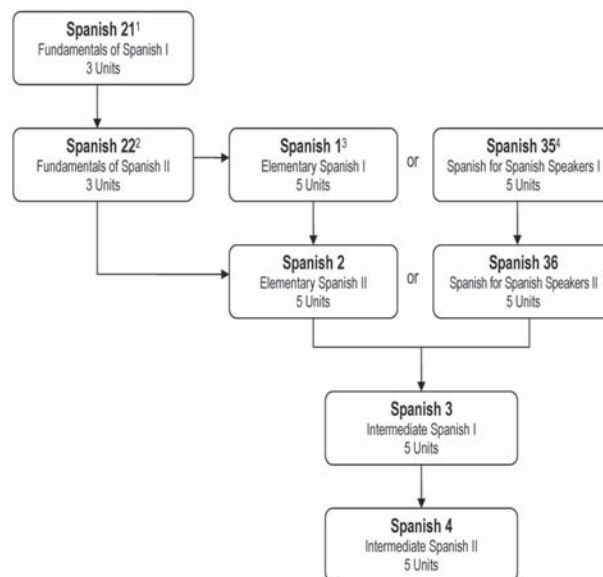 Spanish 21¹
Fundamentals of Spanish I
3 Units
Spanish 22²
Fundamentals of Spanish II
3 Units
Spanish 1³
Elementary Spanish I
5 Units
or
Spanish 35⁴
Spanish for Spanish Speakers I
5 Units
Spanish 2
Elementary Spanish II
5 Units
or
Spanish 36
Spanish for Spanish Speakers II
5 Units
Spanish 3
Intermediate Spanish I
5 Units
Spanish 4
Intermediate Spanish II
5 Units